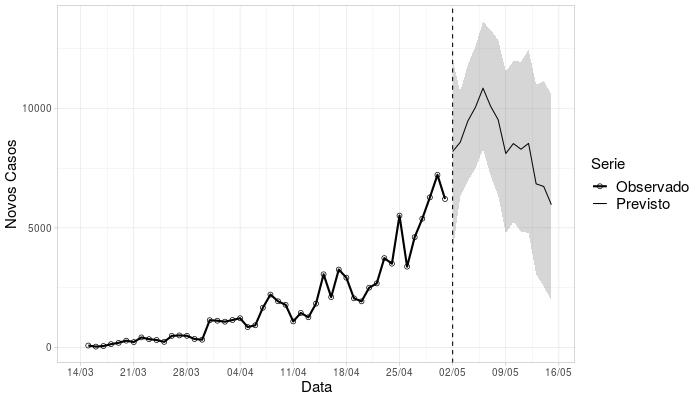 10000
5000
0
Novos Casos
14/03 21/03 28/03 04/04 11/04 18/04 25/04 02/05 09/05 16/05
Data
Serie
Observado
Previsto